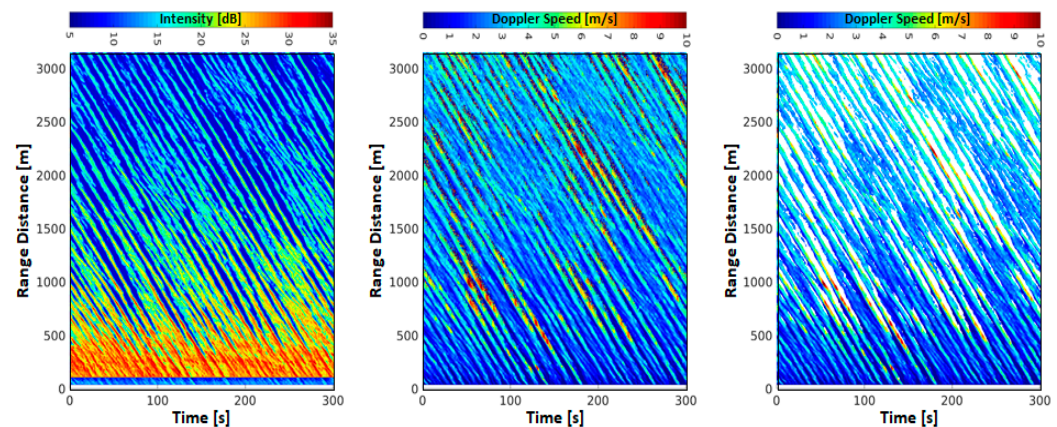 Intensity [dB]
5 10 15 20 25 30 35
Range Distance [m]
3000
2500
2000
1500
1000
500
0
0 100 200 300
Time [s]
Doppler Speed [m/s]
0 1 2 3 4 5 6 7 8 9 10
Range Distance [m]
3000
2500
2000
1500
1000
500
0
0 100 200 300
Time [s]
Doppler Speed [m/s]
0 1 2 3 4 5 6 7 8 9 10
Range Distance [m]
3000
2500
2000
1500
1000
500
0
0 100 200 300
Time [s]